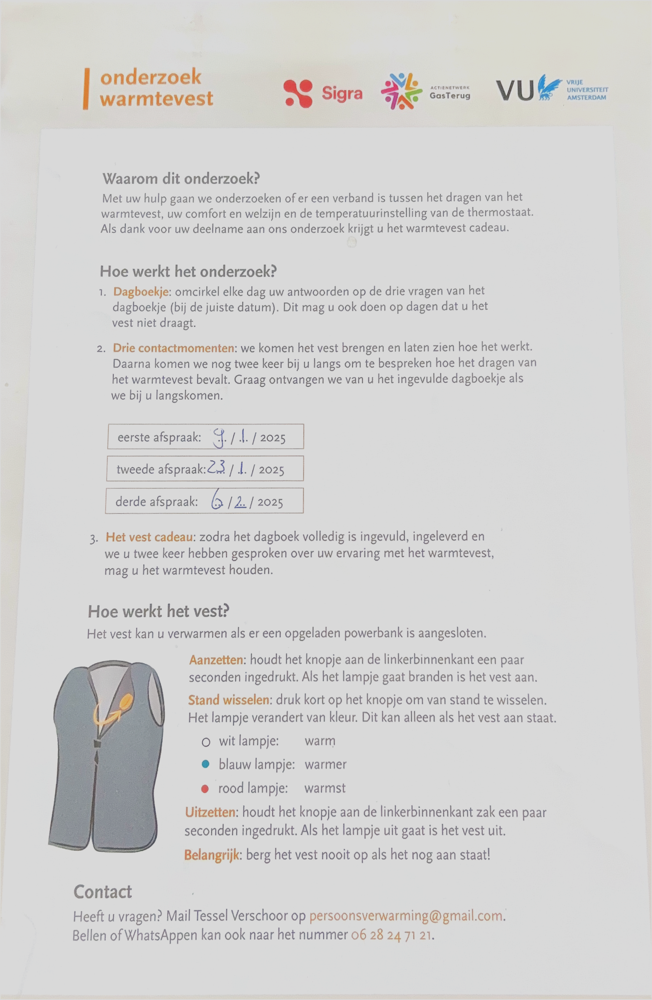 onderzoek
warmtevest
Sigra
ACTIENETWERK
GasTerug
VU
VRIJE
UNIVERSITEIT
AMSTERDAM
Waarom dit onderzoek?
Met uw hulp gaan we onderzoeken of er een verband is tussen het dragen van het
warmtevest, uw comfort en welzijn en de temperatuurinstelling van de thermostaat.
Als dank voor uw deelname aan ons onderzoek krijgt u het warmtevest cadeau.
Hoe werkt het onderzoek?
1. Dagboekje: omcirkel elke dag uw antwoorden op de drie vragen van het
dagboekje (bij de juiste datum). Dit mag u ook doen op dagen dat u het
vest niet draagt.
2. Drie contactmomenten: we komen het vest brengen en laten zien hoe het werkt.
Daarna komen we nog twee keer bij u langs om te bespreken hoe het dragen van
het warmtevest bevalt. Graag ontvangen we van u het ingevulde dagboekje als
we bij u langskomen.
eerste afspraak: 9 / 1 / 2025
tweede afspraak: 23 / 1 / 2025
derde afspraak: 6 / 2 / 2025
3. Het vest cadeau: zodra het dagboek volledig is ingevuld, ingeleverd en
we u twee keer hebben gesproken over uw ervaring met het warmtevest,
mag u het warmtevest houden.
Hoe werkt het vest?
Het vest kan u verwarmen als er een opgeladen powerbank is aangesloten.
Aanzetten: houdt het knopje aan de linkerbinnenkant een paar
seconden ingedrukt. Als het lampje gaat branden is het vest aan.
Stand wisselen: druk kort op het knopje om van stand te wisselen.
Het lampje verandert van kleur. Dit kan alleen als het vest aan staat.
wit lampje: warm
blauw lampje: warmer
rood lampje: warmst
Uitzetten: houdt het knopje aan de linkerbinnenkant zak een paar
seconden ingedrukt. Als het lampje uit gaat is het vest uit.
Belangrijk: berg het vest nooit op als het nog aan staat!
Contact
Heeft u vragen? Mail Tessel Verschoor op persoonsverwarming@gmail.com.
Bellen of WhatsAppen kan ook naar het nummer 06 28 24 71 21.